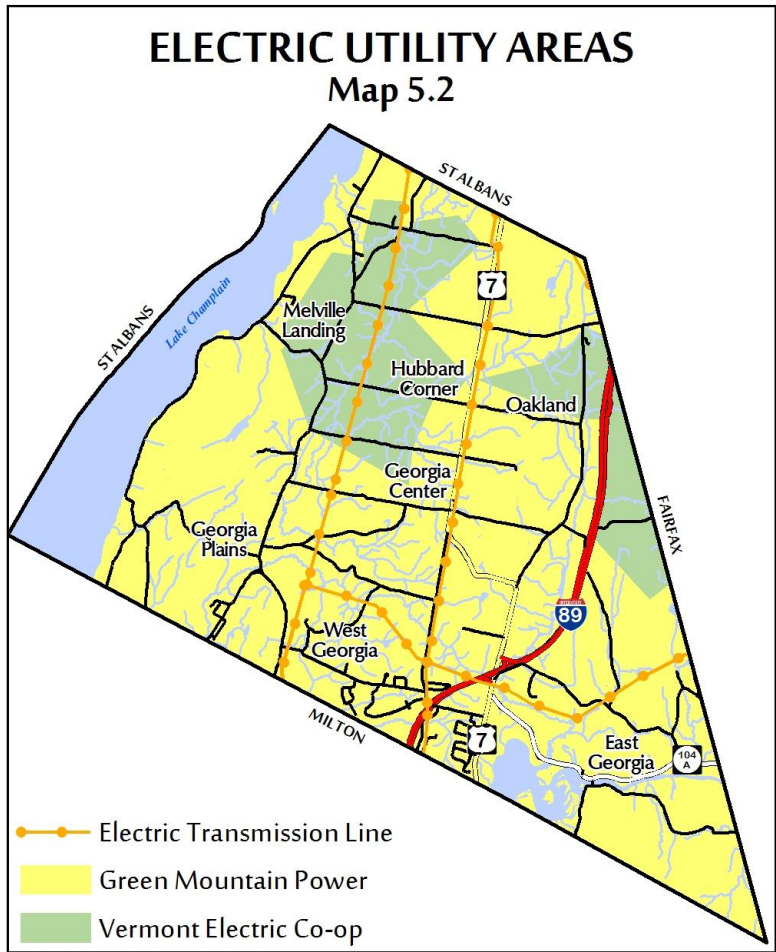 ELECTRIC UTILITY AREAS
Map 5.2
ST ALBANS
ST ALBANS
Lake Champlain
7
Melville
Landing
Hubbard
Corner
Oakland
Georgia
Center
FAIRFAX
Georgia
Plains
89
West
Georgia
MILTON
7
East
Georgia
104
A
Electric Transmission Line
Green Mountain Power
Vermont Electric Co-op